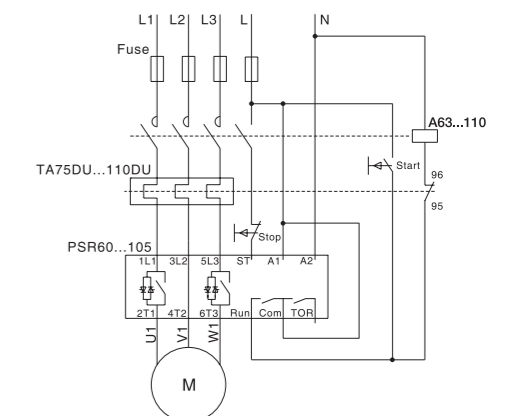 L1 L2 L3 L N
Fuse
A63...110
Start
TA75DU...110DU
96
95
Stop
PSR60...105
1L1 3L2 5L3 ST A1 A2
2T1 4T2 6T3 Run Com TOR
U1 V1 W1
M